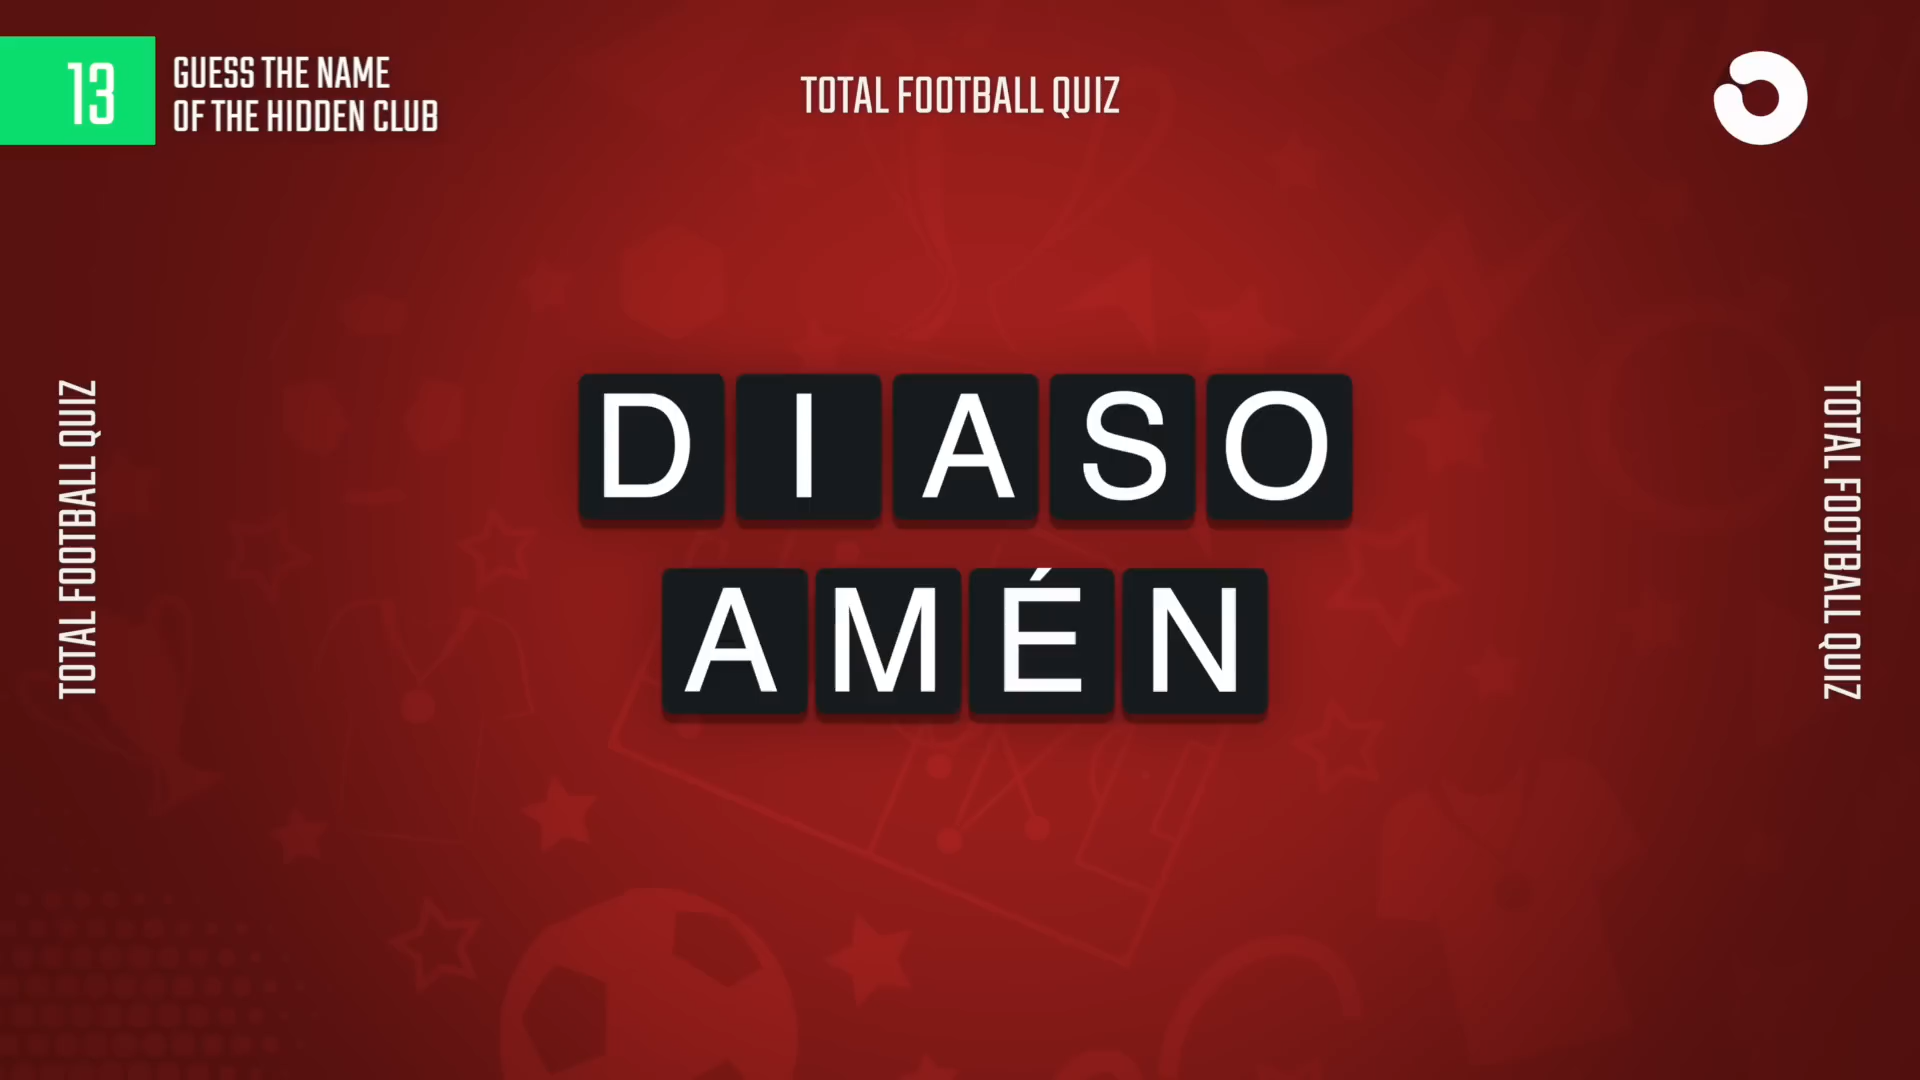 13
GUESS THE NAME
OF THE HIDDEN CLUB
TOTAL FOOTBALL QUIZ
TOTAL FOOTBALL QUIZ
DIASO
AMÉN
TOTAL FOOTBALL QUIZ